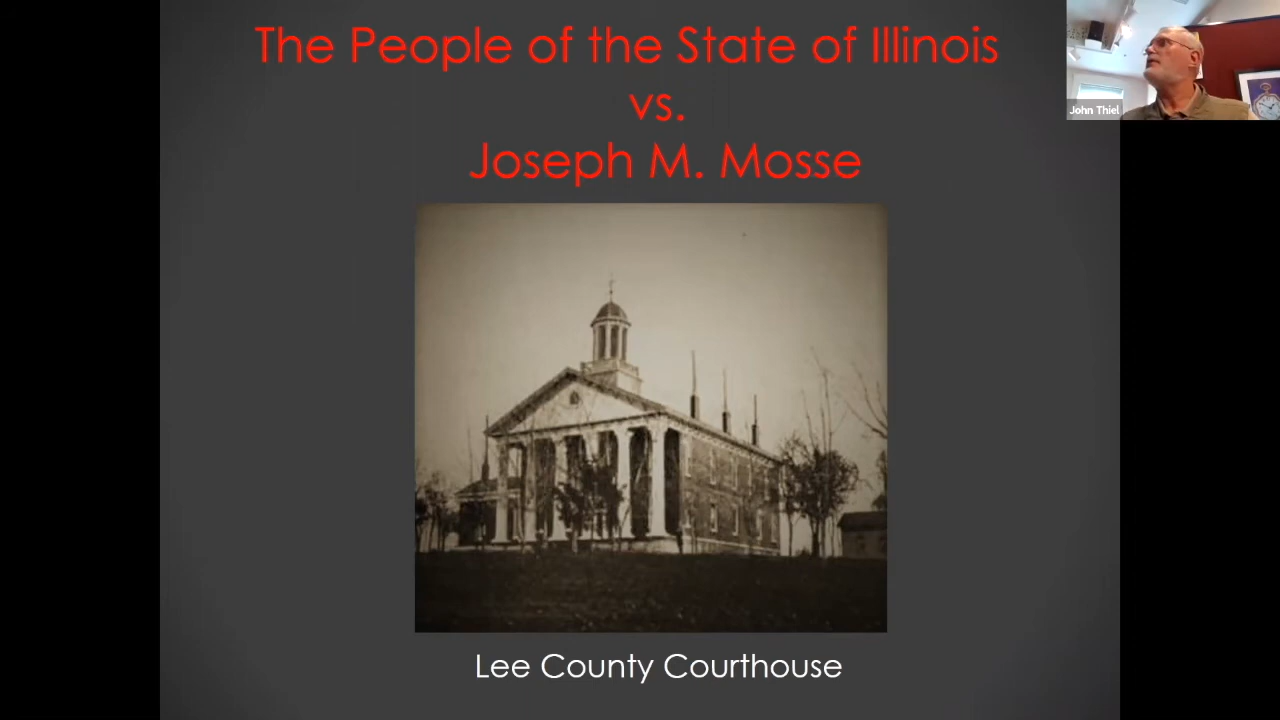 The People of the State of Illinois
vs.
Joseph M. Mosse
John Thiel
Lee County Courthouse